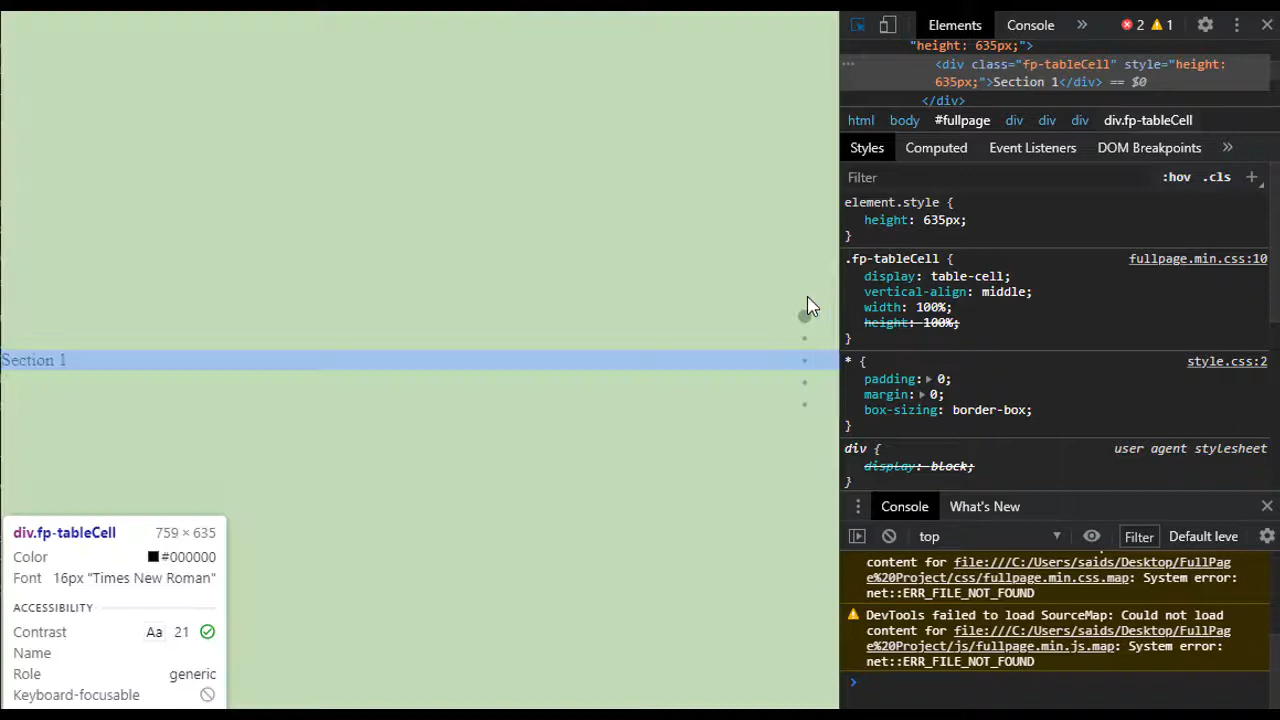 Elements Console » 2 1
"height: 635px;">
<div class="fp-tableCell" style="height:
635px;">Section 1</div> == $0
</div>
html body #fullpage div div div div.fp-tableCell
Styles Computed Event Listeners DOM Breakpoints »
Filter :hov .cls +
element.style {
height: 635px;
}
.fp-tableCell { fullpage.min.css:10
display: table-cell;
vertical-align: middle;
width: 100%;
height: 100%;
}
* { style.css:2
padding: 0;
margin: 0;
box-sizing: border-box;
}
div { user agent stylesheet
display: block;
}
Console What's New
top Filter Default leve
content for file:///C:/Users/saids/Desktop/FullPag
e%20Project/css/fullpage.min.css.map: System error:
net::ERR_FILE_NOT_FOUND
DevTools failed to load SourceMap: Could not load
content for file:///C:/Users/saids/Desktop/FullPag
e%20Project/js/fullpage.min.js.map: System error:
net::ERR_FILE_NOT_FOUND
Section 1
div.fp-tableCell 759 × 635
Color #000000
Font 16px "Times New Roman"
ACCESSIBILITY
Contrast Aa 21
Name
Role generic
Keyboard-focusable